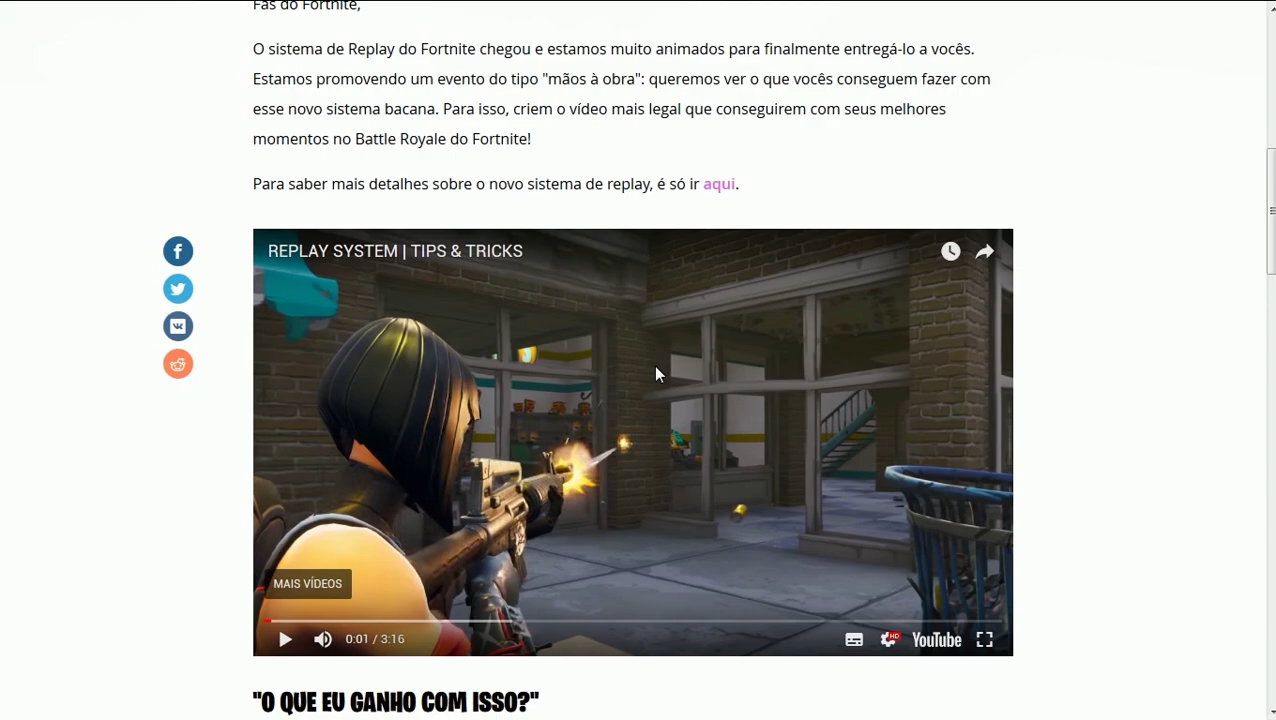 Fãs do Fortnite,
O sistema de Replay do Fortnite chegou e estamos muito animados para finalmente entregá-lo a vocês.
Estamos promovendo um evento do tipo "mãos à obra": queremos ver o que vocês conseguem fazer com
esse novo sistema bacana. Para isso, criem o vídeo mais legal que conseguirem com seus melhores
momentos no Battle Royale do Fortnite!
Para saber mais detalhes sobre o novo sistema de replay, é só ir aqui.
REPLAY SYSTEM | TIPS & TRICKS
MAIS VÍDEOS
0:01 / 3:16
HD
YouTube
"O QUE EU GANHO COM ISSO?"